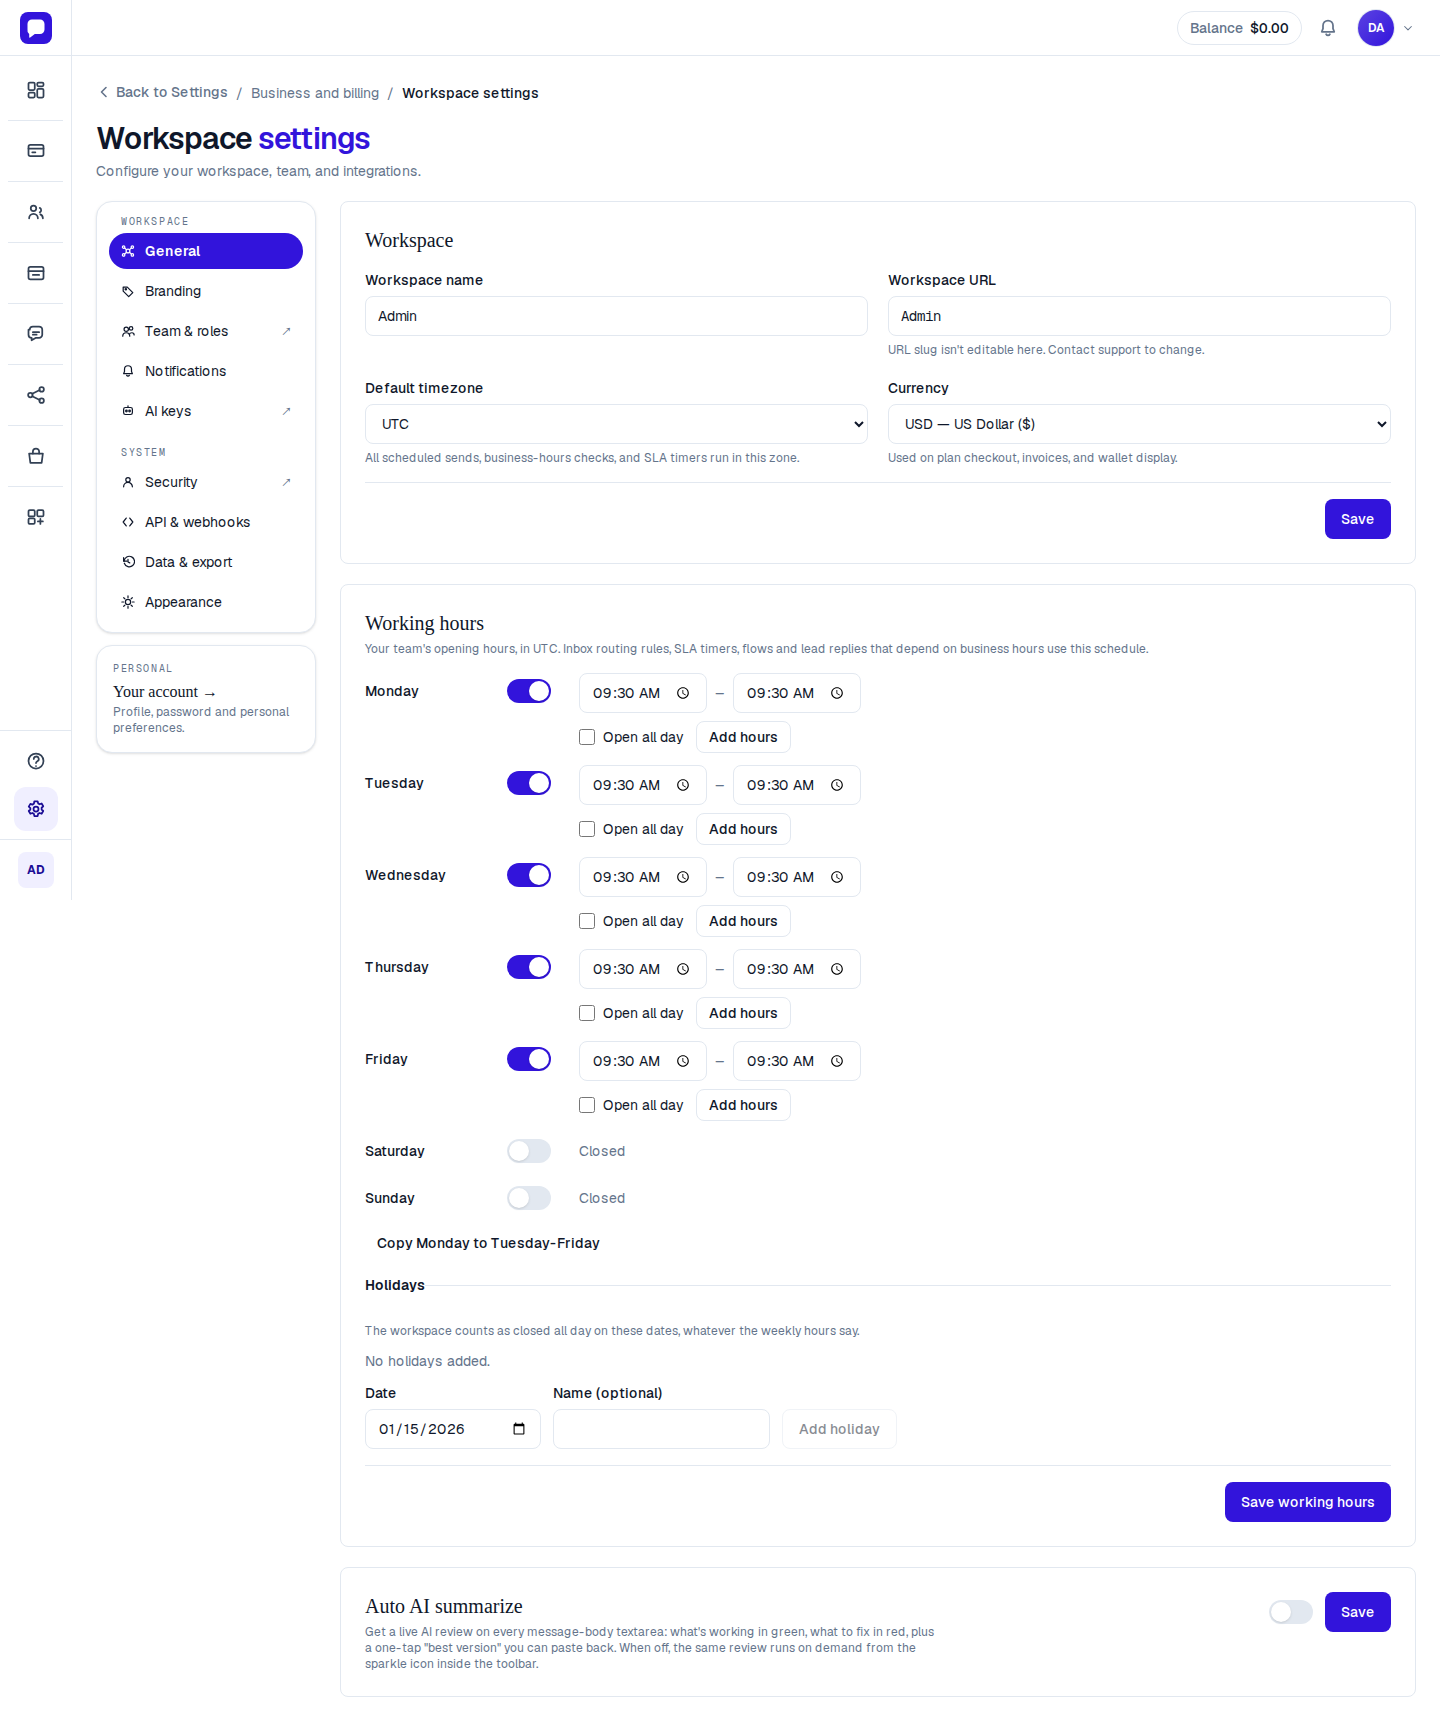 Balance $0.00
DA
Back to Settings / Business and billing / Workspace settings
Workspace settings
Configure your workspace, team, and integrations.
WORKSPACE
General
Branding
Team & roles ↗
Notifications
AI keys ↗
SYSTEM
Security ↗
API & webhooks
Data & export
Appearance
PERSONAL
Your account →
Profile, password and personal
preferences.
AD
Workspace
Workspace name
Admin
Workspace URL
Admin
URL slug isn't editable here. Contact support to change.
Default timezone
UTC
All scheduled sends, business-hours checks, and SLA timers run in this zone.
Currency
USD — US Dollar ($)
Used on plan checkout, invoices, and wallet display.
Save
Working hours
Your team's opening hours, in UTC. Inbox routing rules, SLA timers, flows and lead replies that depend on business hours use this schedule.
Monday 09:30 AM – 09:30 AM
Open all day Add hours
Tuesday 09:30 AM – 09:30 AM
Open all day Add hours
Wednesday 09:30 AM – 09:30 AM
Open all day Add hours
Thursday 09:30 AM – 09:30 AM
Open all day Add hours
Friday 09:30 AM – 09:30 AM
Open all day Add hours
Saturday Closed
Sunday Closed
Copy Monday to Tuesday-Friday
Holidays
The workspace counts as closed all day on these dates, whatever the weekly hours say.
No holidays added.
Date Name (optional)
01/15/2026 Add holiday
Save working hours
Auto AI summarize
Get a live AI review on every message-body textarea: what's working in green, what to fix in red, plus
a one-tap "best version" you can paste back. When off, the same review runs on demand from the
sparkle icon inside the toolbar.
Save